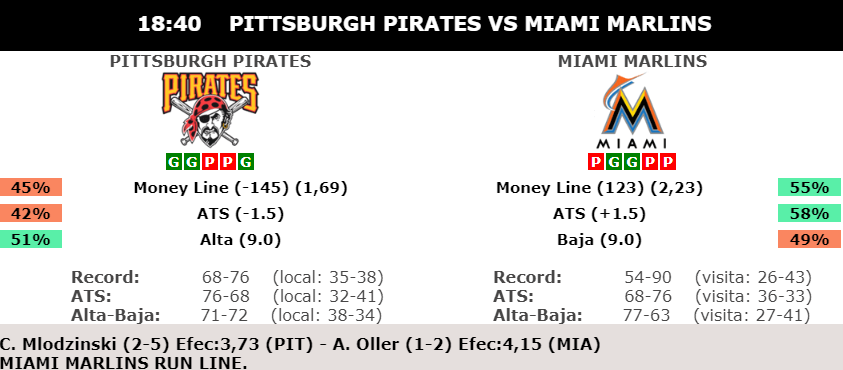 18:40 PITTSBURGH PIRATES VS MIAMI MARLINS
PITTSBURGH PIRATES MIAMI MARLINS
PIRATES
MIAMI
G G P P G P G G P P
45% Money Line (-145) (1,69) Money Line (123) (2,23) 55%
42% ATS (-1.5) ATS (+1.5) 58%
51% Alta (9.0) Baja (9.0) 49%
Record: 68-76 (local: 35-38) Record: 54-90 (visita: 26-43)
ATS: 76-68 (local: 32-41) ATS: 68-76 (visita: 36-33)
Alta-Baja: 71-72 (local: 38-34) Alta-Baja: 77-63 (visita: 27-41)
C. Mlodzinski (2-5) Efec:3,73 (PIT) - A. Oller (1-2) Efec:4,15 (MIA)
MIAMI MARLINS RUN LINE.